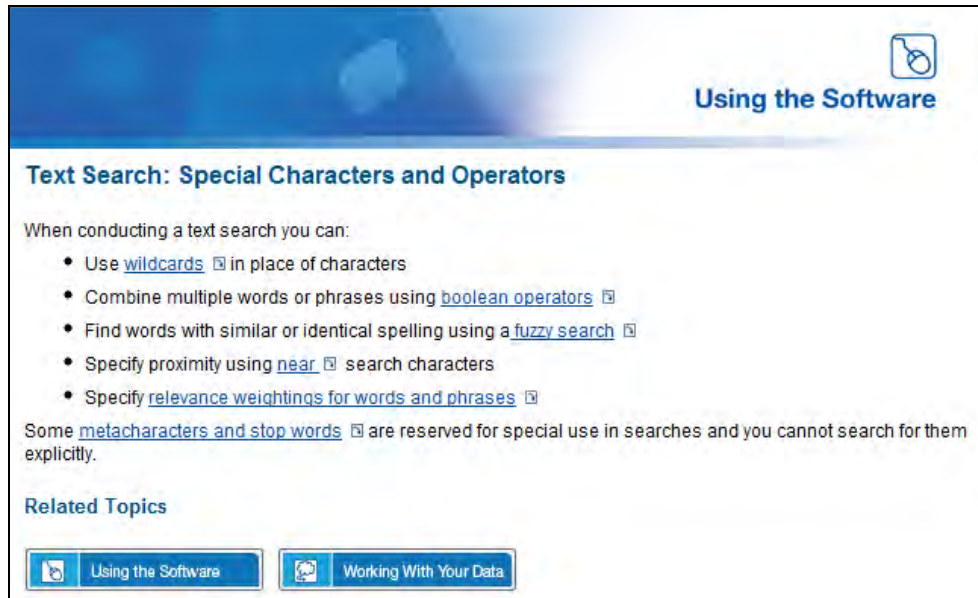 Using the Software
Text Search: Special Characters and Operators
When conducting a text search you can:
• Use wildcards in place of characters
• Combine multiple words or phrases using boolean operators
• Find words with similar or identical spelling using a fuzzy search
• Specify proximity using near search characters
• Specify relevance weightings for words and phrases
Some metacharacters and stop words are reserved for special use in searches and you cannot search for them
explicitly.
Related Topics
Using the Software
Working With Your Data